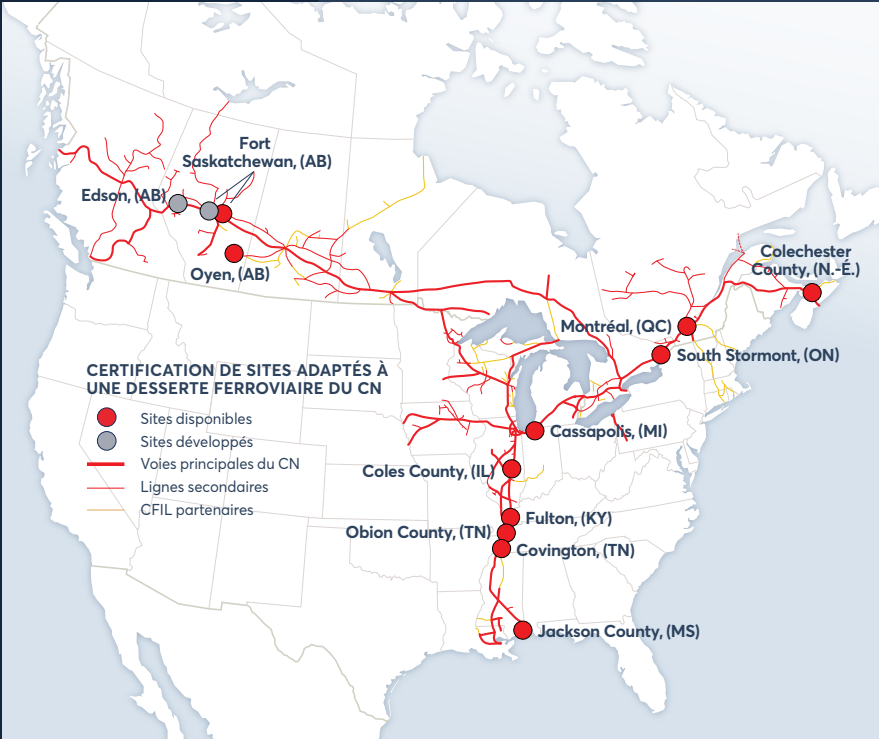 Fort
Saskatchewan, (AB)
Edson, (AB)
Oyen, (AB)
Colechester
County, (N.-É.)
Montréal, (QC)
South Stormont, (ON)
CERTIFICATION DE SITES ADAPTÉS À
UNE DESSERTE FERROVIAIRE DU CN
Sites disponibles
Sites développés
Voies principales du CN
Lignes secondaires
CFIL partenaires
Cassapolis, (MI)
Coles County, (IL)
Fulton, (KY)
Obion County, (TN)
Covington, (TN)
Jackson County, (MS)